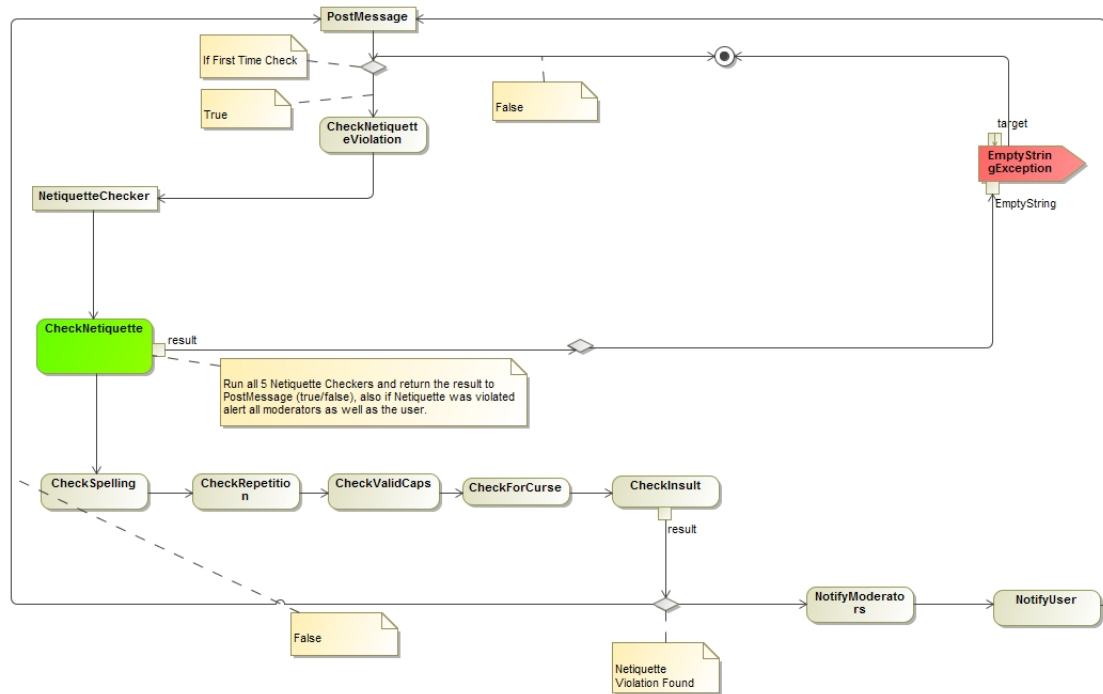 PostMessage
If First Time Check
True
False
CheckNetiquett
eViolation
target
EmptyStrin
gException
EmptyString
NetiquetteChecker
CheckNetiquette
result
Run all 5 Netiquette Checkers and return the result to
PostMessage (true/false), also if Netiquette was violated
alert all moderators as well as the user.
CheckSpelling
CheckRepetitio
n
CheckValidCaps
CheckForCurse
CheckInsult
result
NotifyModerato
rs
NotifyUser
False
Netiquette
Violation Found